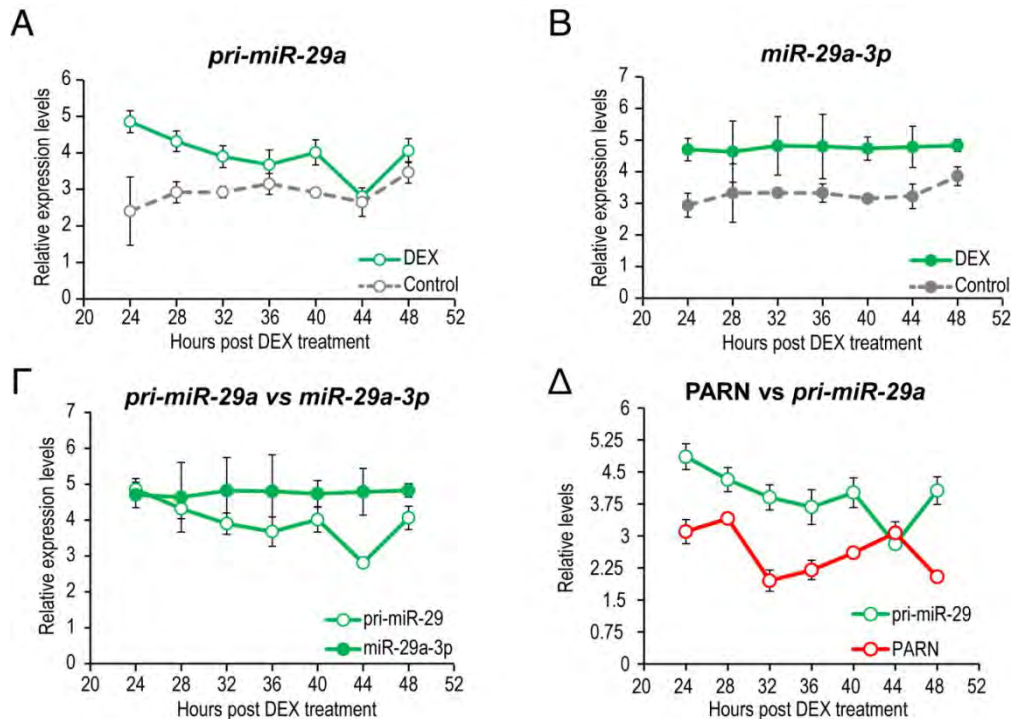 A
pri-miR-29a
Relative expression levels
6
5
4
3
2
1
0
DEX
Control
20 24 28 32 36 40 44 48 52
Hours post DEX treatment
B
miR-29a-3p
Relative expression levels
7
6
5
4
3
2
1
0
DEX
Control
20 24 28 32 36 40 44 48 52
Hours post DEX treatment
Γ
pri-miR-29a vs miR-29a-3p
Relative expression levels
7
6
5
4
3
2
1
0
pri-miR-29
miR-29a-3p
20 24 28 32 36 40 44 48 52
Hours post DEX treatment
Δ
PARN vs pri-miR-29a
Relative levels
6
5.25
4.5
3.75
3
2.25
1.5
0.75
0
pri-miR-29
PARN
20 24 28 32 36 40 44 48 52
Hours post DEX treatment